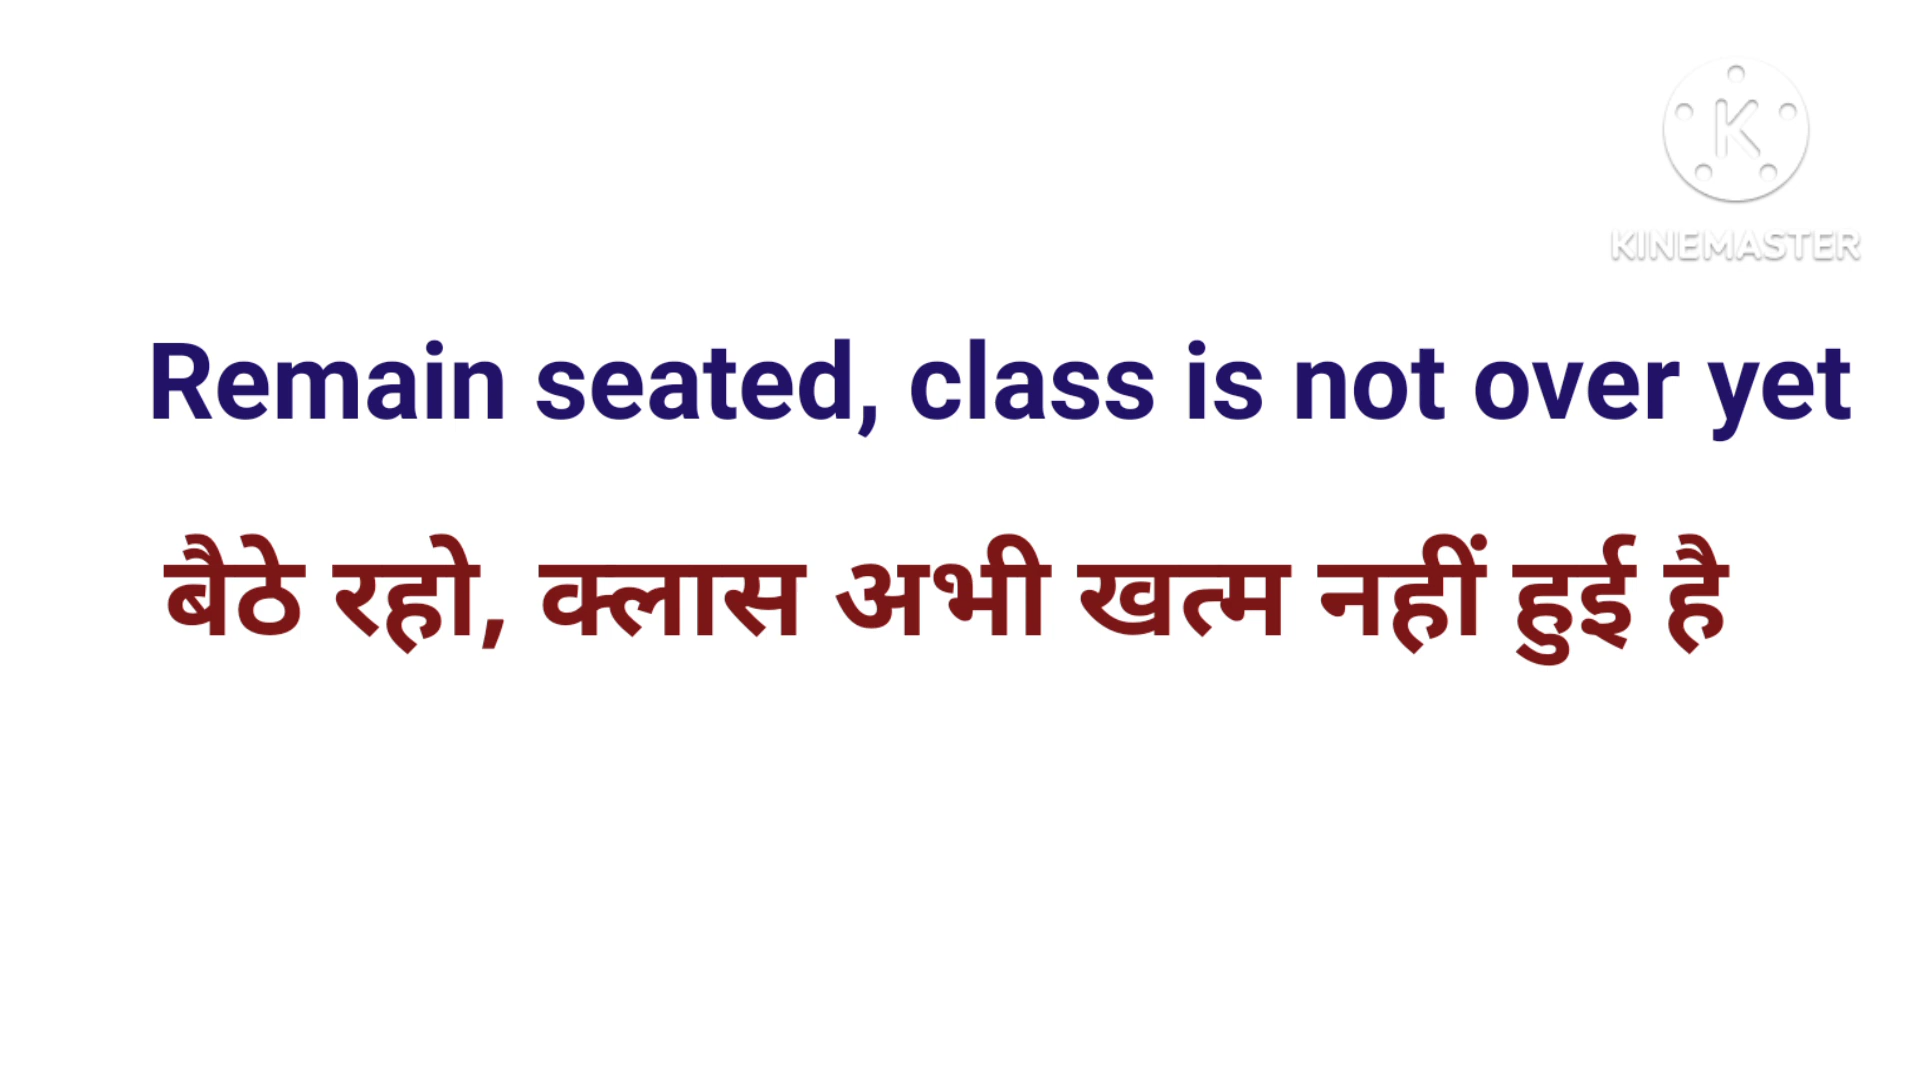 K
KINEMASTER
Remain seated, class is not over yet
बैठे रहो, क्लास अभी खत्म नहीं हुई है